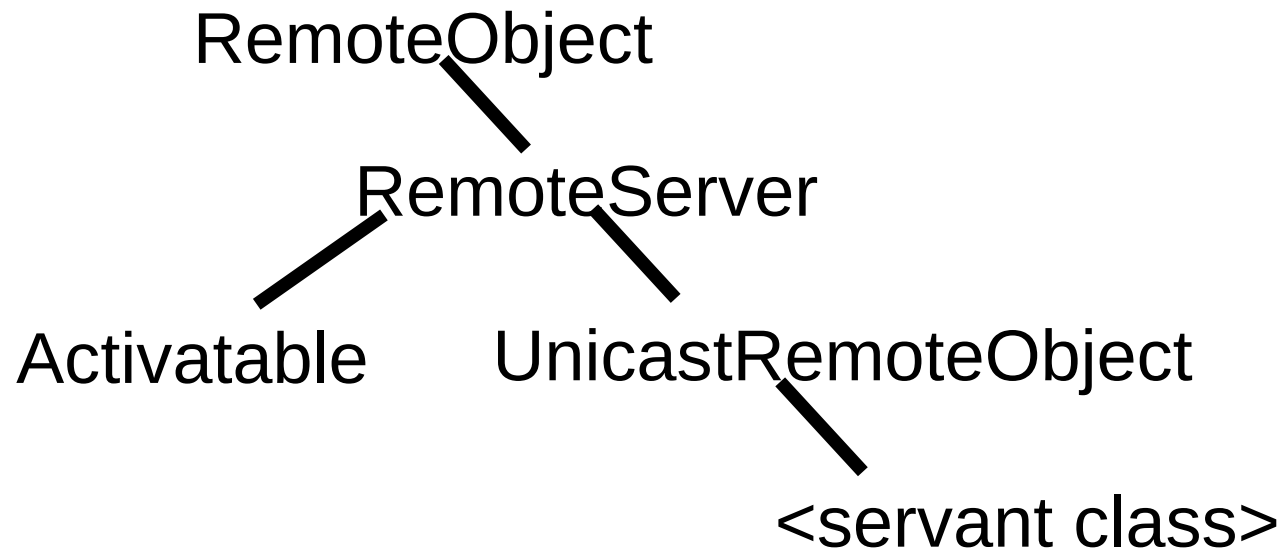 RemoteObject
RemoteServer
Activatable
UnicastRemoteObject
<servant class>